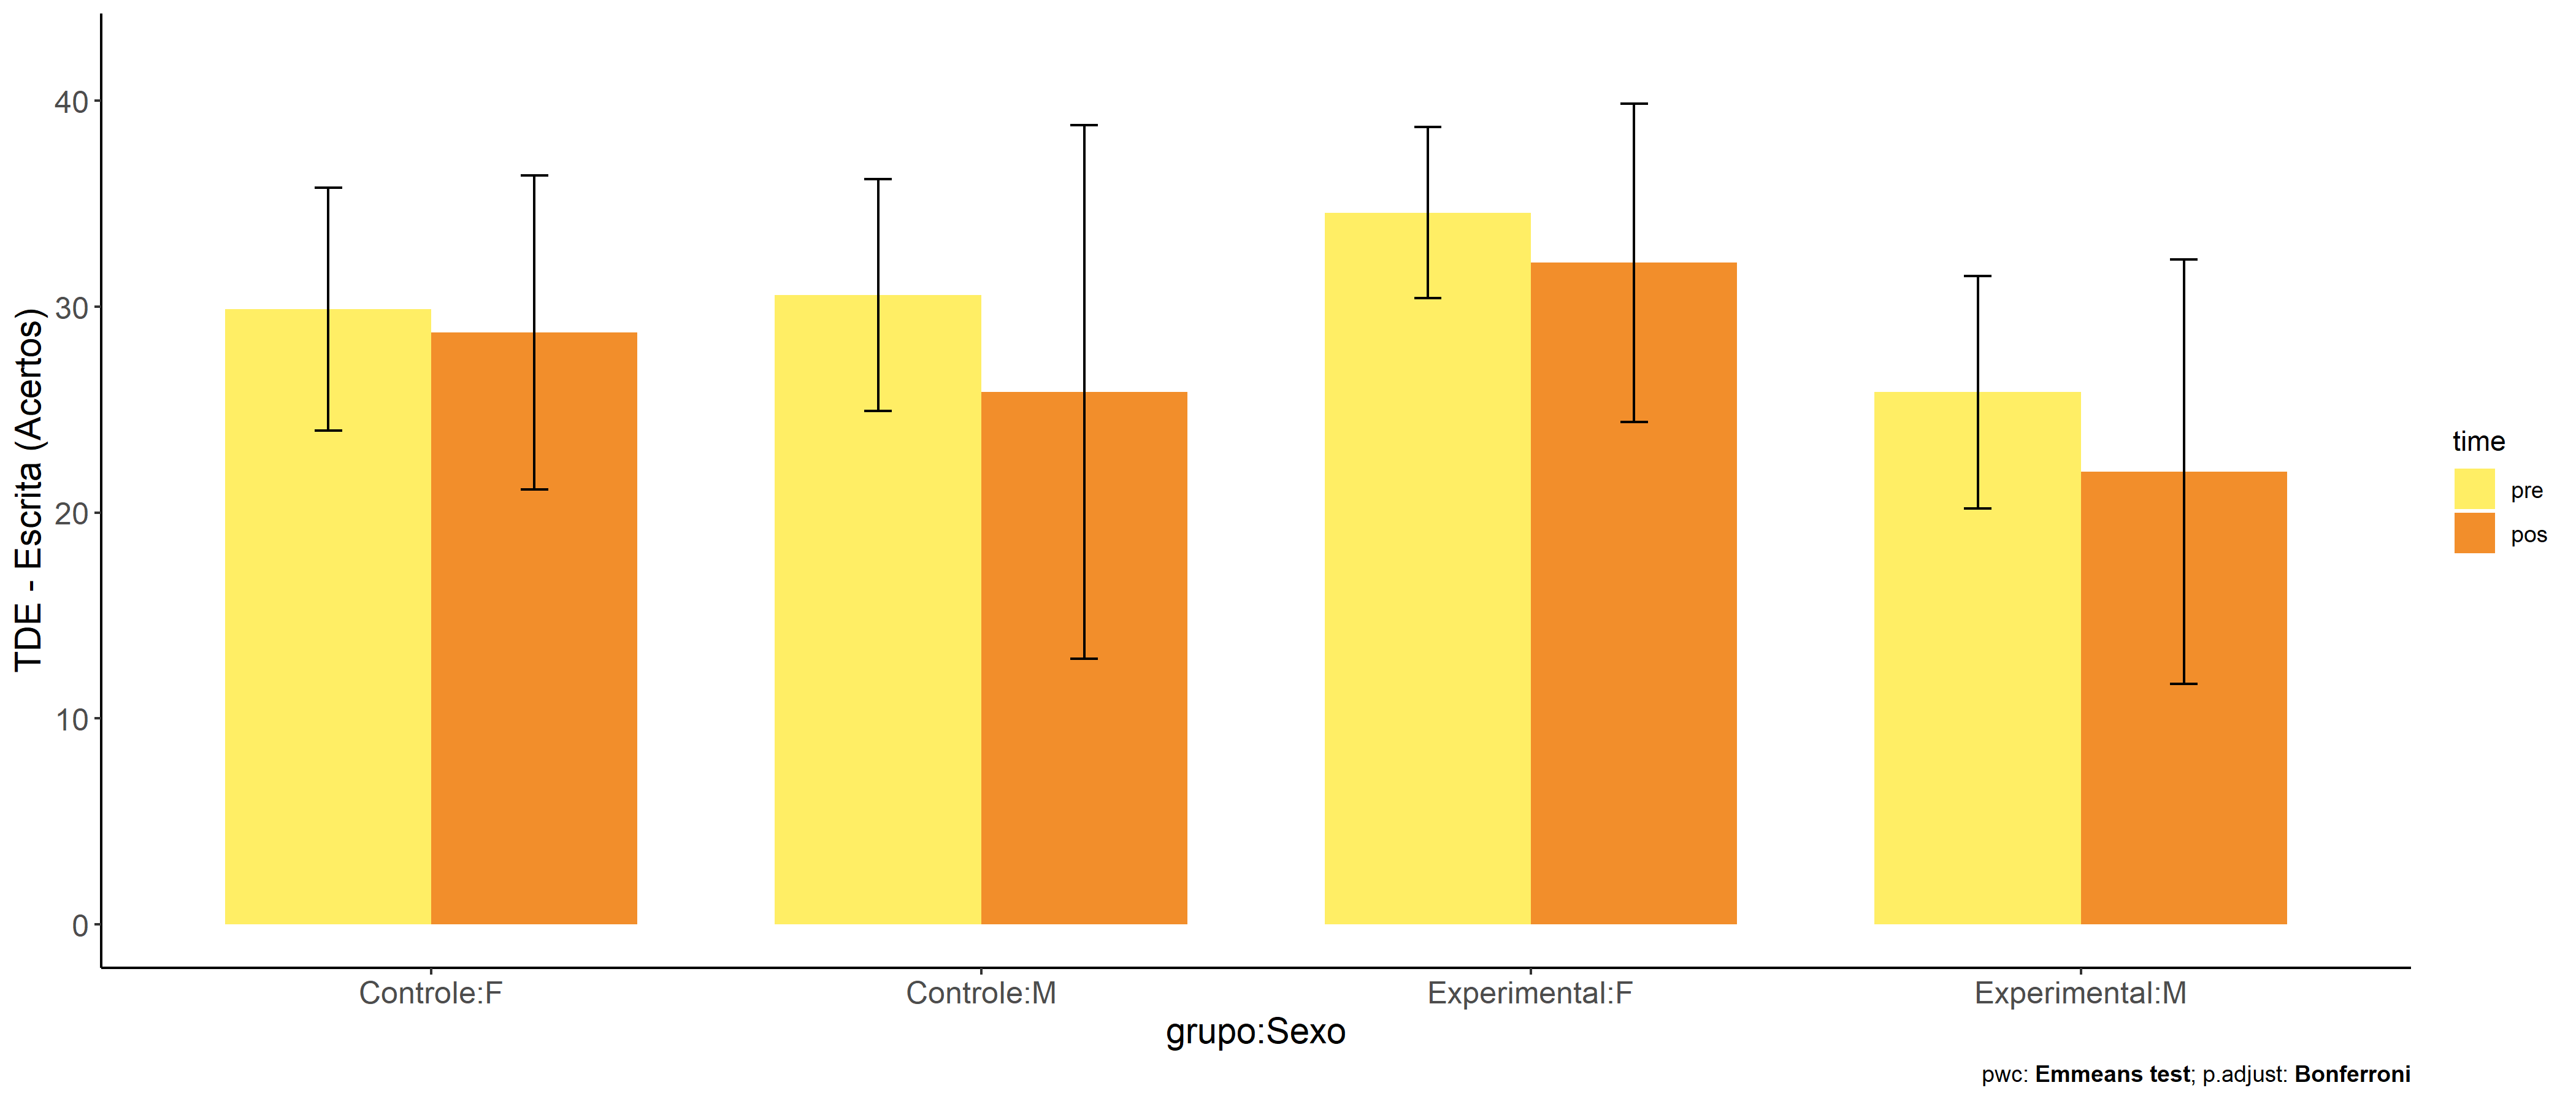 TDE - Escrita (Acertos)
40
30
20
10
0
Controle:F
Controle:M
Experimental:F
Experimental:M
grupo:Sexo
time
pre
pos
pwc: Emmeans test; p.adjust: Bonferroni